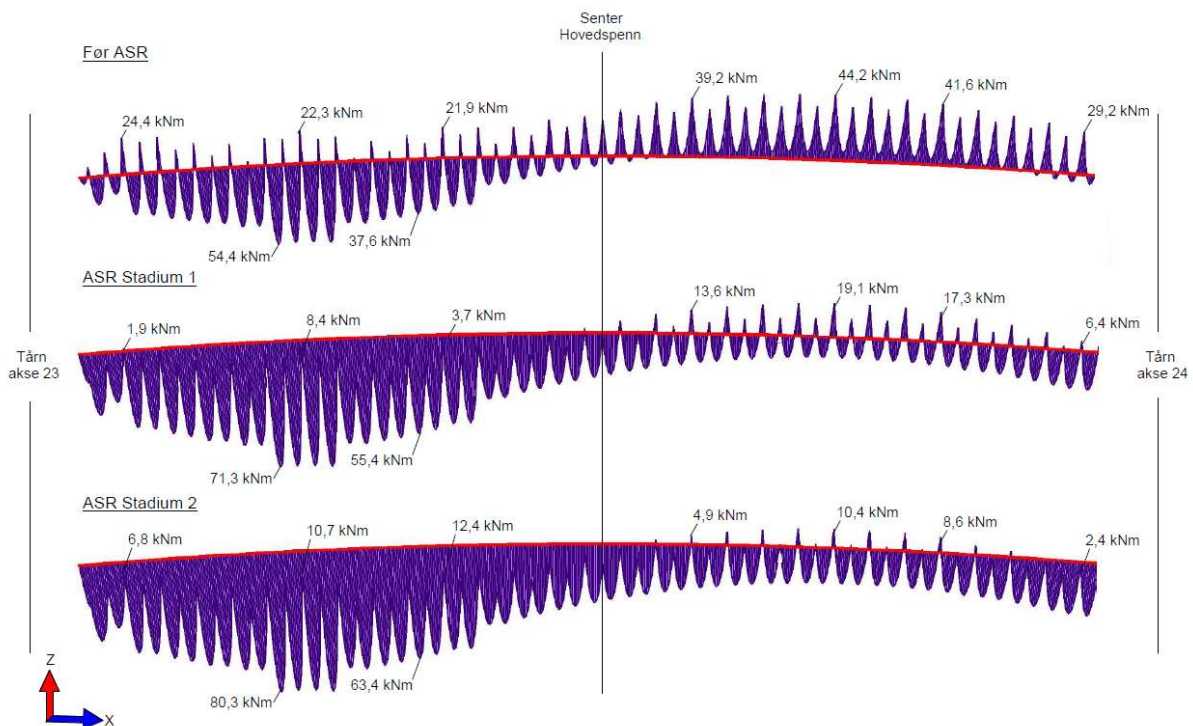 Senter
Hovedspenn
Før ASR
39,2 kNm
44,2 kNm
41,6 kNm
29,2 kNm
24,4 kNm
22,3 kNm
21,9 kNm
54,4 kNm
37,6 kNm
ASR Stadium 1
13,6 kNm
19,1 kNm
17,3 kNm
6,4 kNm
1,9 kNm
8,4 kNm
3,7 kNm
Tårn
akse 23
Tårn
akse 24
71,3 kNm
55,4 kNm
ASR Stadium 2
6,8 kNm
10,7 kNm
12,4 kNm
4,9 kNm
10,4 kNm
8,6 kNm
2,4 kNm
80,3 kNm
63,4 kNm
Z
X